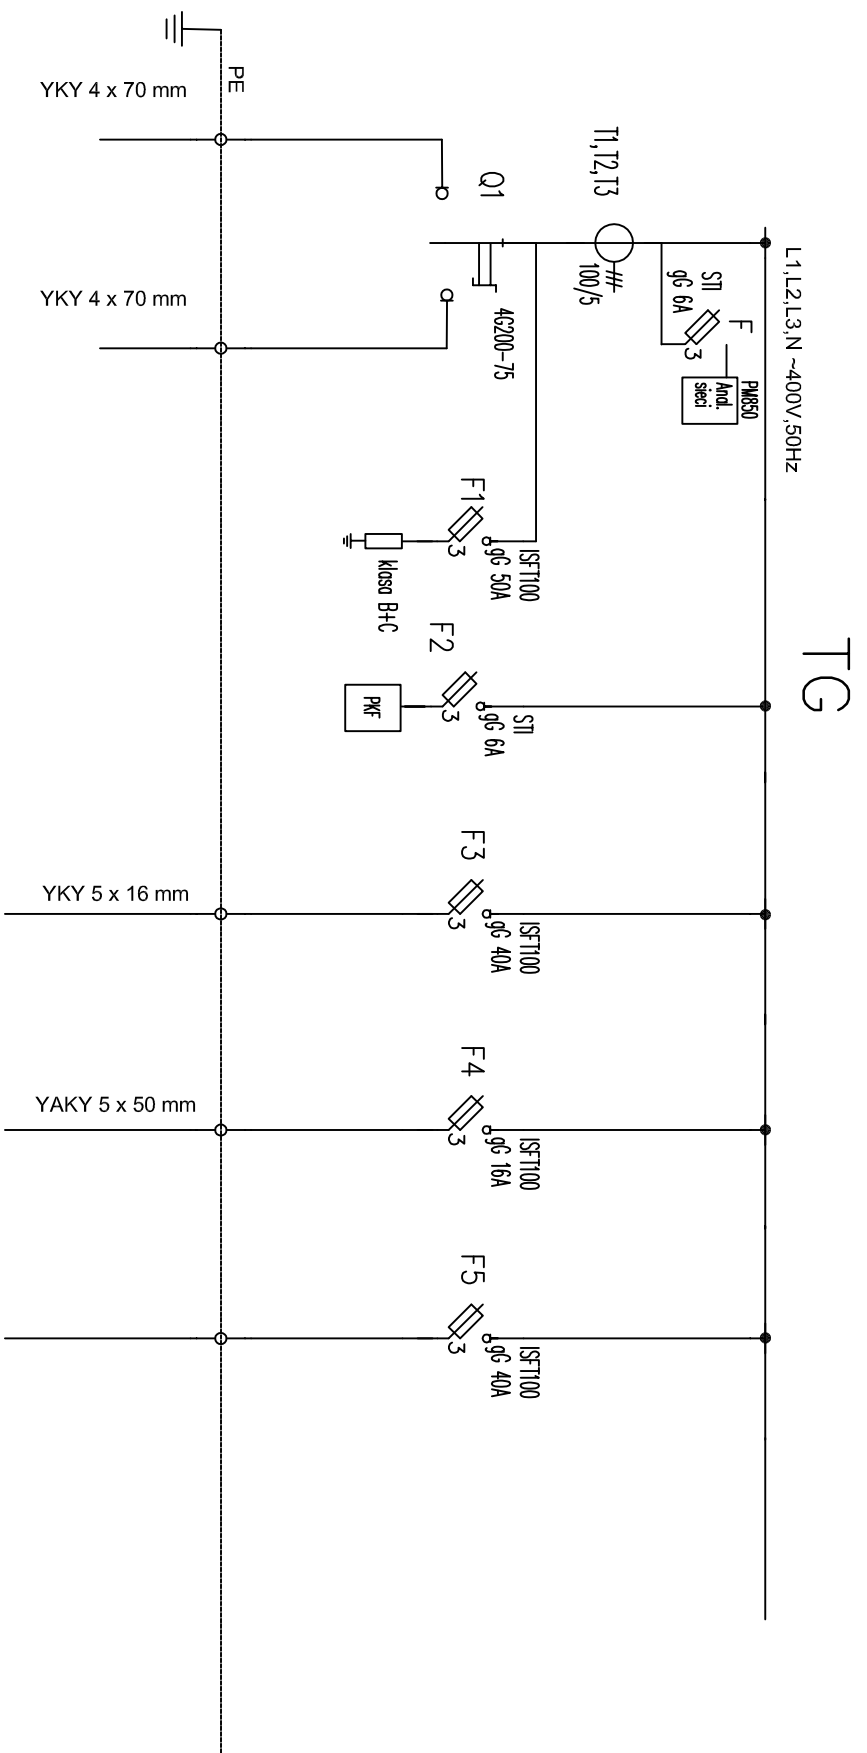 TG
L1,L2,L3,N ~400V,50Hz
PE
YKY 4 x 70 mm
YKY 4 x 70 mm
Q1
4G200-75
T1,T2,T3
100/5
STI
gG 6A
F
3
PM850
Anal.
sieci
F1
3
ISFT100
gG 50A
klasa B+C
F2
3
STI
gG 6A
PKF
YKY 5 x 16 mm
F3
3
ISFT100
gG 40A
YAKY 5 x 50 mm
F4
3
ISFT100
gG 16A
F5
3
ISFT100
gG 40A